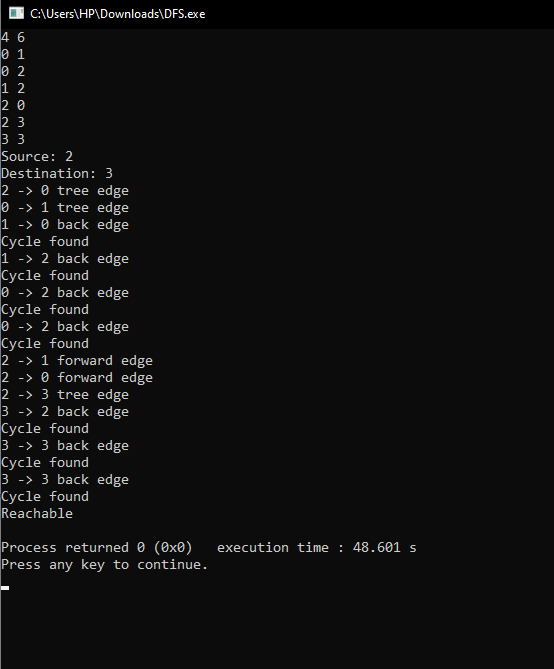 C:\Users\HP\Downloads\DFS.exe
4 6
0 1
0 2
1 2
2 0
2 3
3 3
Source: 2
Destination: 3
2 -> 0 tree edge
0 -> 1 tree edge
1 -> 0 back edge
Cycle found
1 -> 2 back edge
Cycle found
0 -> 2 back edge
Cycle found
0 -> 2 back edge
Cycle found
2 -> 1 forward edge
2 -> 0 forward edge
2 -> 3 tree edge
3 -> 2 back edge
Cycle found
3 -> 3 back edge
Cycle found
3 -> 3 back edge
Cycle found
Reachable
Process returned 0 (0x0)   execution time : 48.601 s
Press any key to continue.